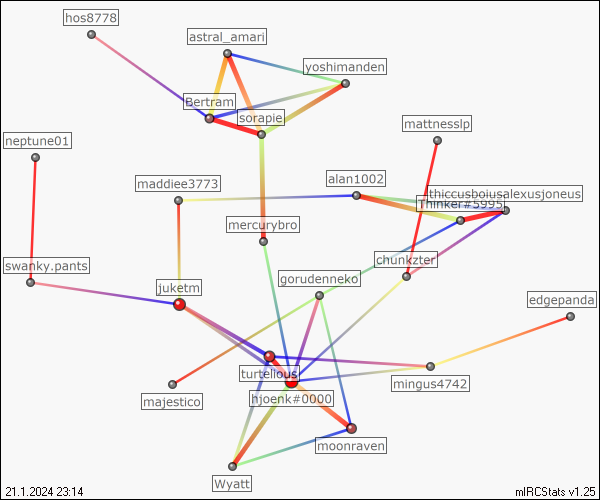 hos8778
astral_amari
yoshimanden
Bertram
sorapie
mattnesslp
neptune01
alan1002
maddiee3773
thiccusboiusalexusjoneus
Thinker#5995
mercurybro
swanky.pants
chunkzter
juketm
gorudenneko
edgepanda
turtelious
mingus4742
hjoenk#0000
majestico
moonraven
Wyatt
21.1.2024 23:14
mIRCStats v1.25